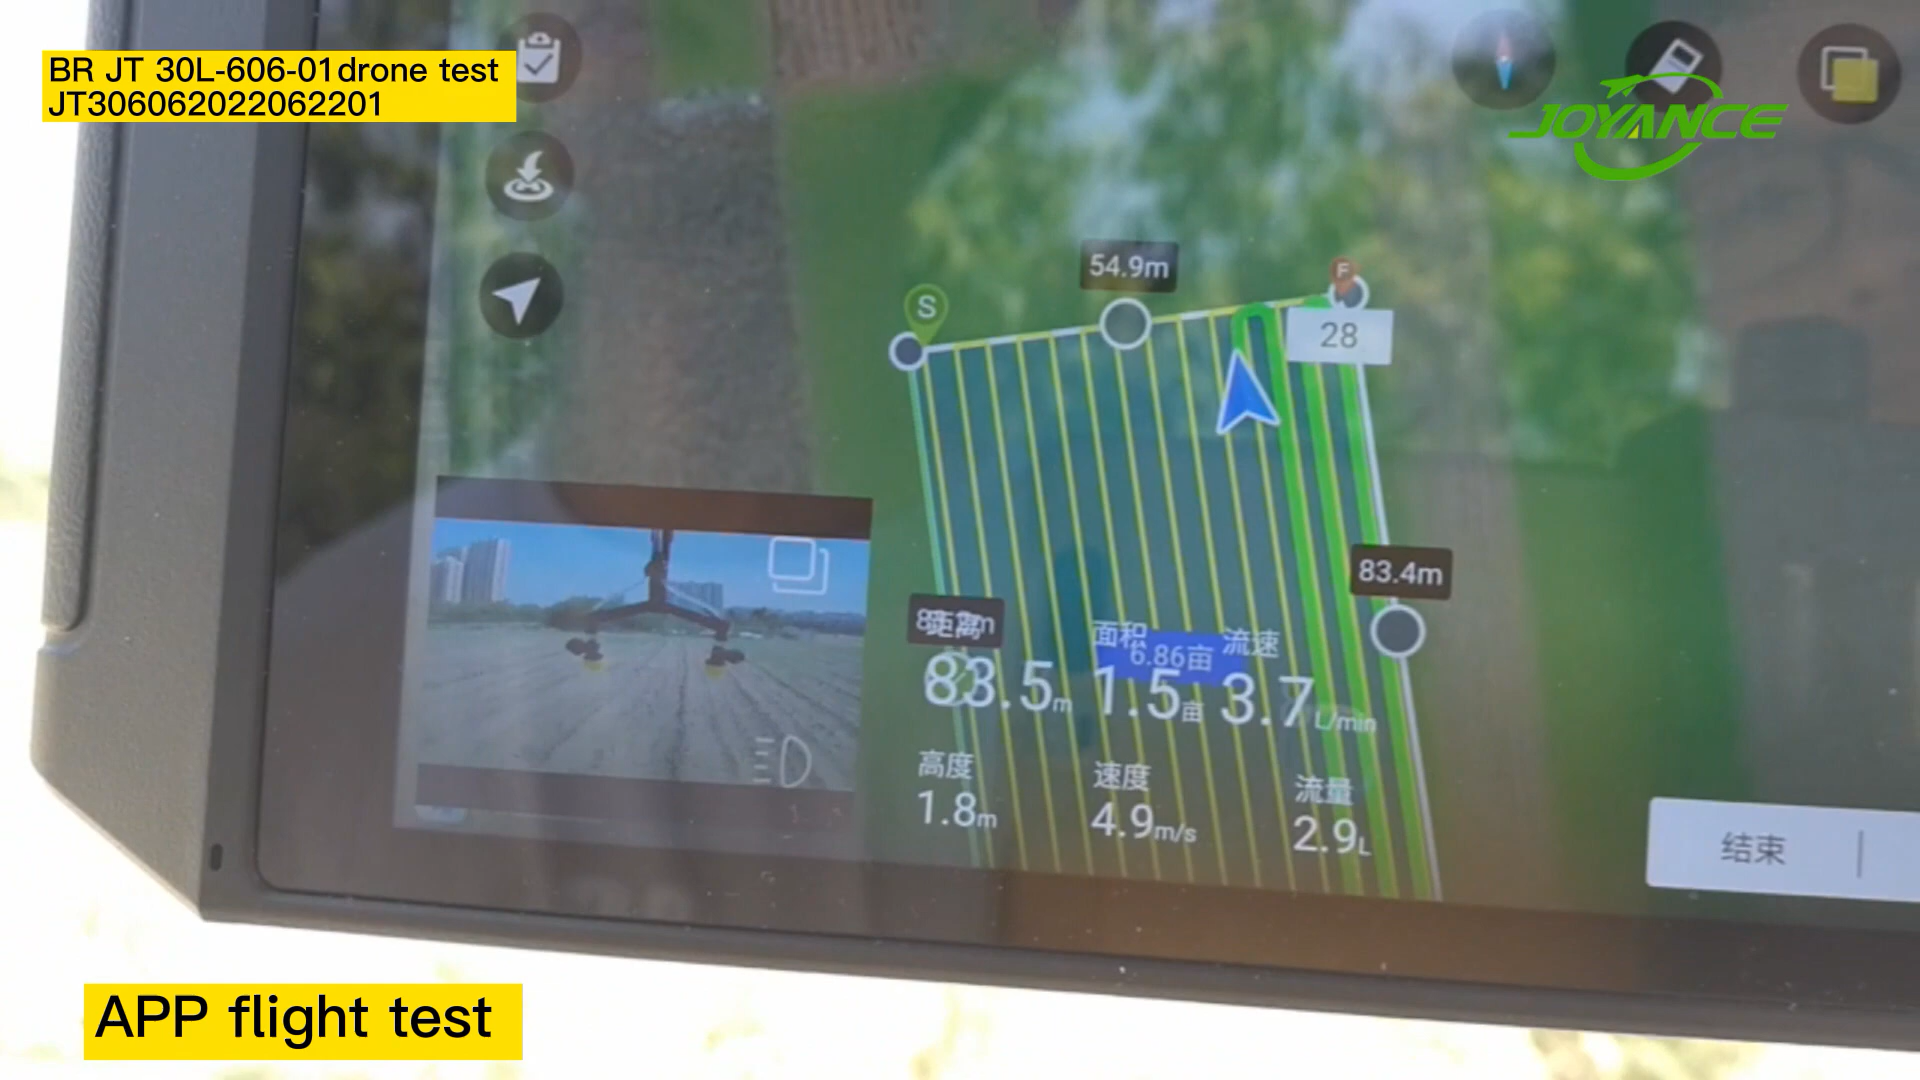 BR JT 30L-606-01drone test
JT306062022062201
JOYANCE
54.9m
S
F
28
83.4m
距离
面积
流速
6.86亩
83.5m
1.5亩
3.7L/min
高度
速度
流量
1.8m
4.9m/s
2.9L
结束
APP flight test